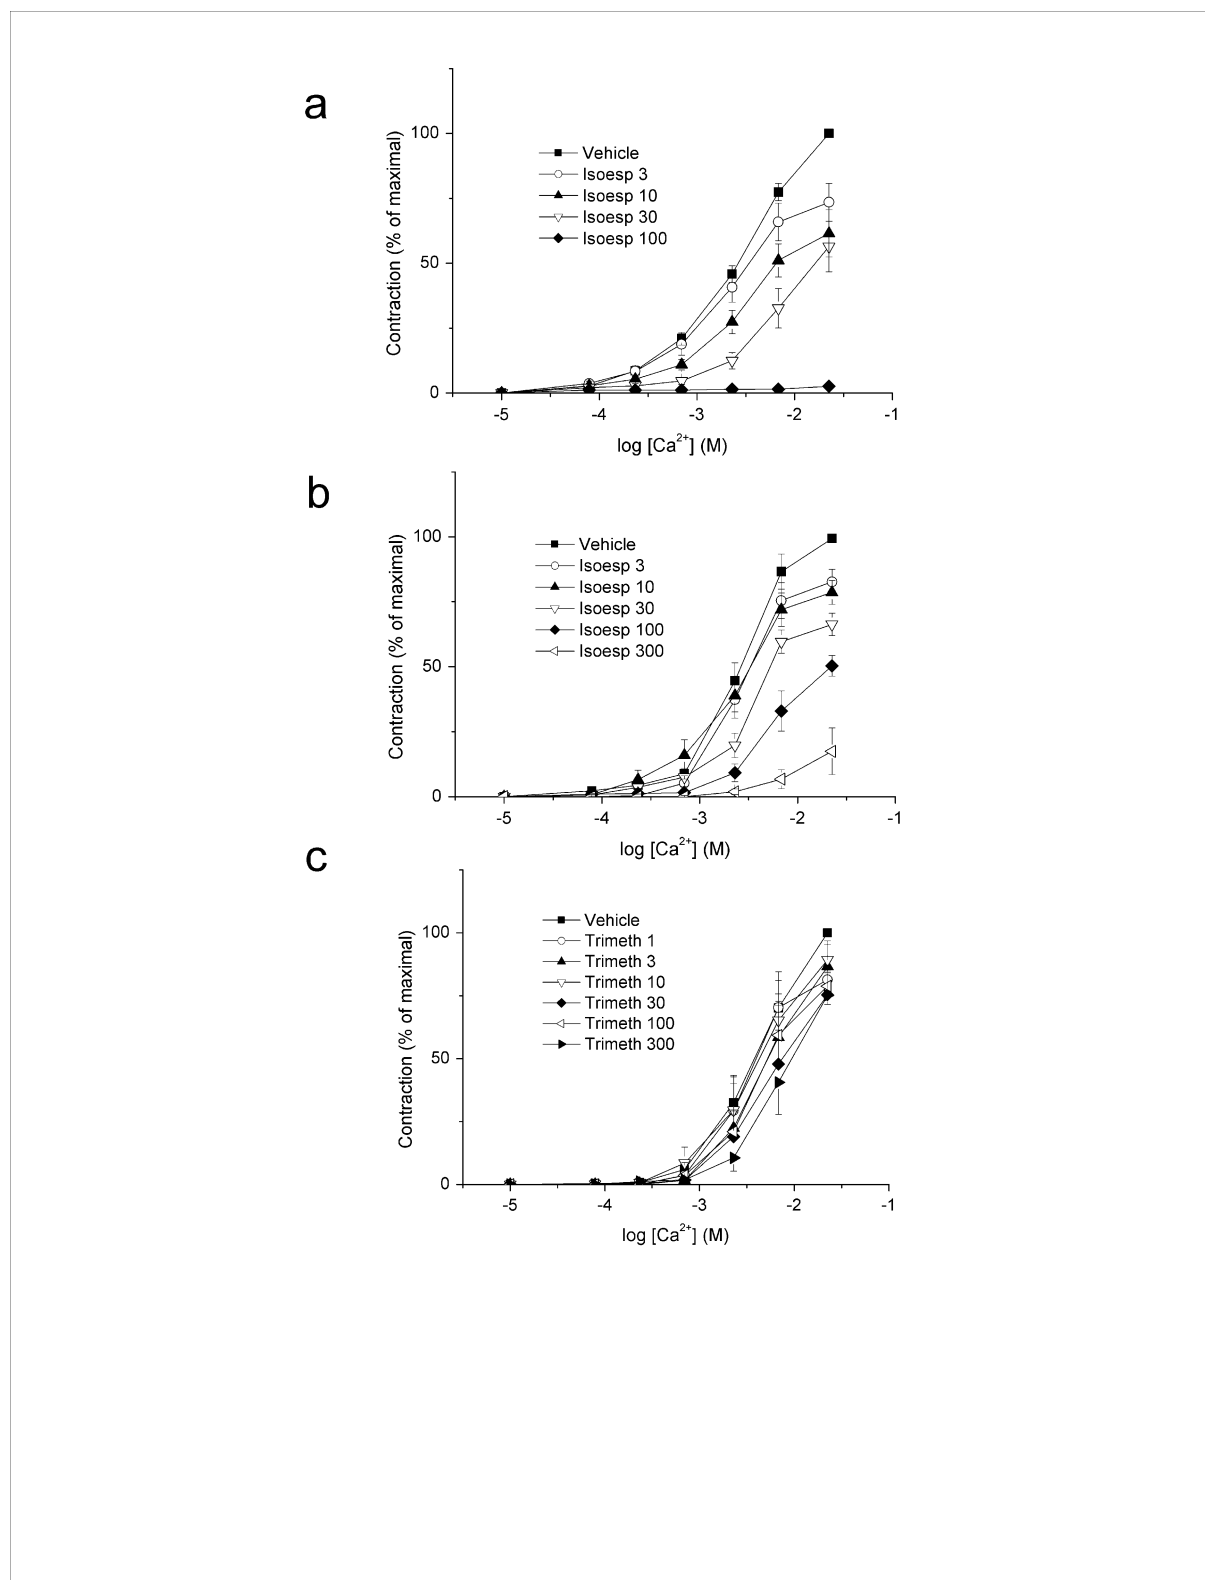 a
Contraction (% of maximal)
100
50
0
Vehicle
Isoesp 3
Isoesp 10
Isoesp 30
Isoesp 100
-5 -4 -3 -2 -1
log [Ca²⁺] (M)
b
Contraction (% of maximal)
100
50
0
Vehicle
Isoesp 3
Isoesp 10
Isoesp 30
Isoesp 100
Isoesp 300
-5 -4 -3 -2 -1
log [Ca²⁺] (M)
c
Contraction (% of maximal)
100
50
0
Vehicle
Trimeth 1
Trimeth 3
Trimeth 10
Trimeth 30
Trimeth 100
Trimeth 300
-5 -4 -3 -2 -1
log [Ca²⁺] (M)